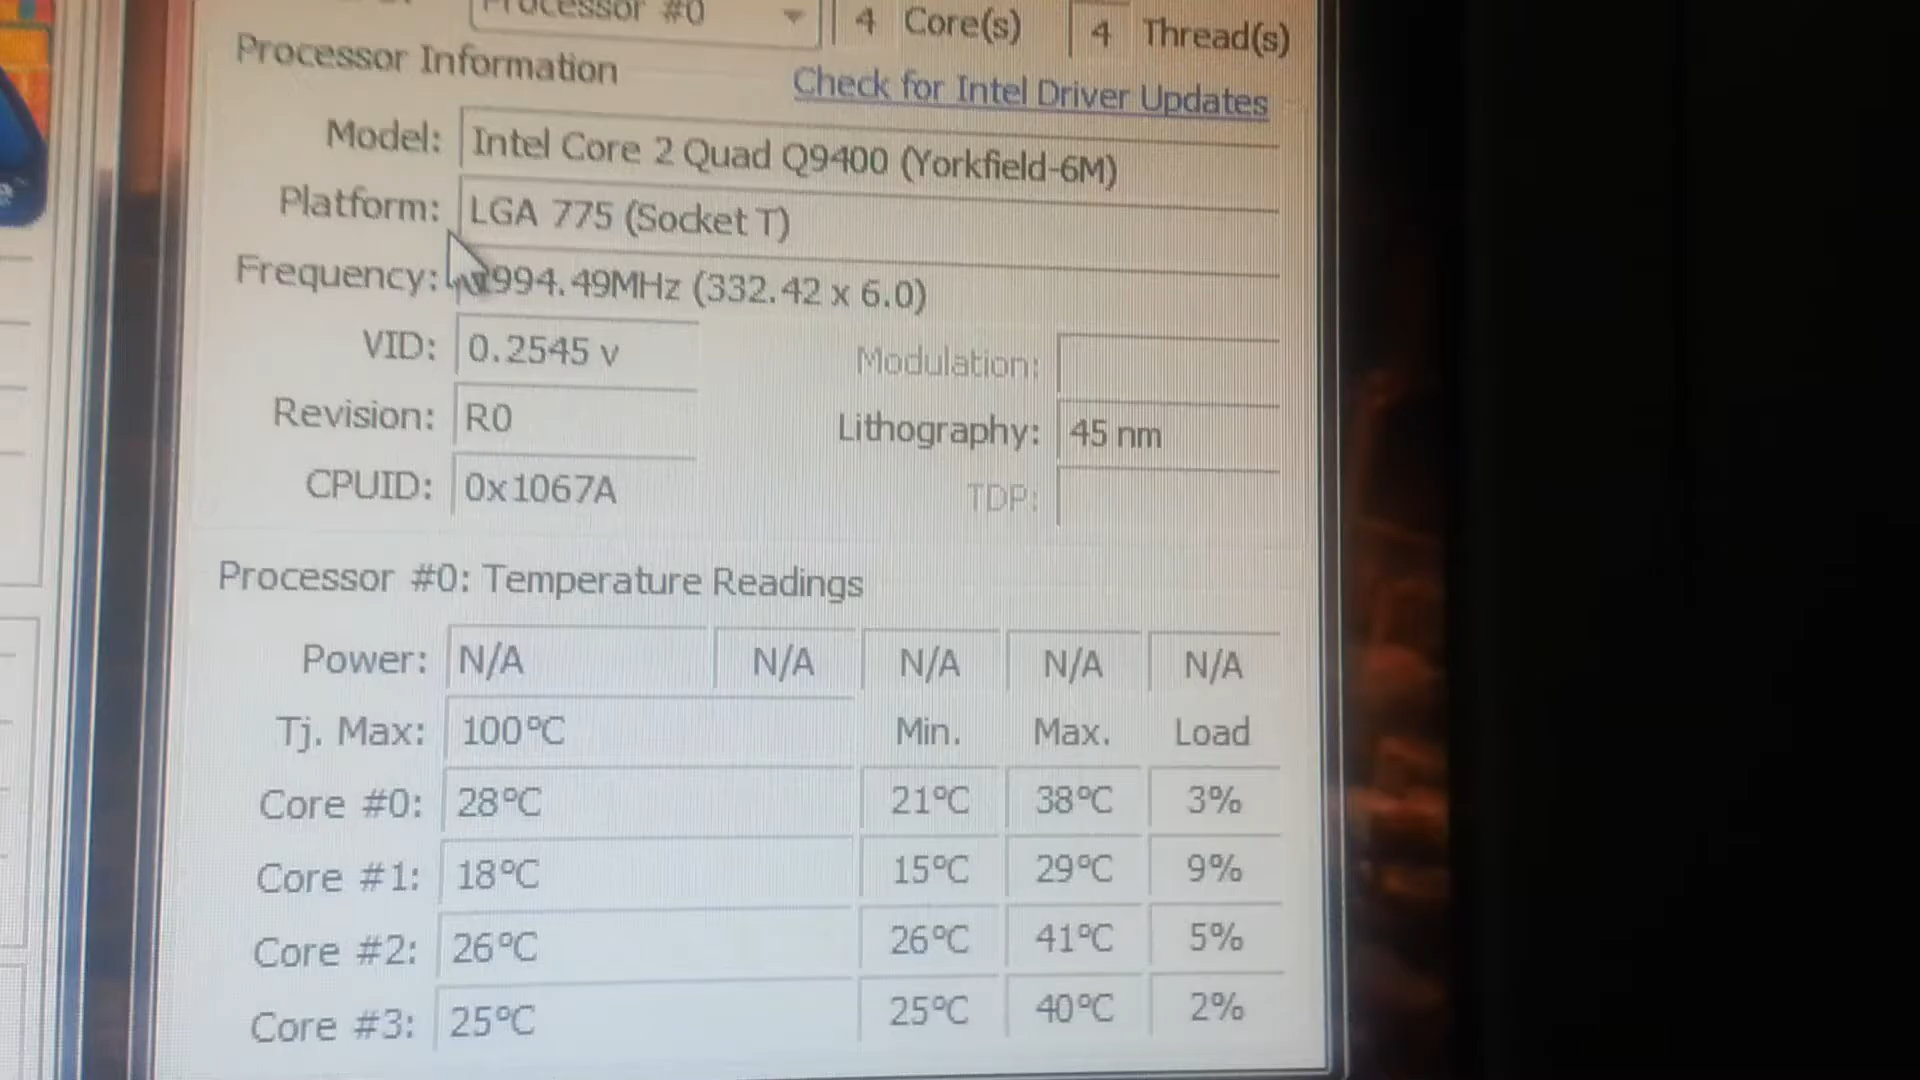 Processor #0 4 Core(s) 4 Thread(s)
Processor Information
Check for Intel Driver Updates
Model: Intel Core 2 Quad Q9400 (Yorkfield-6M)
Platform: LGA 775 (Socket T)
Frequency: 994.49MHz (332.42 x 6.0)
VID: 0.2545 v Modulation:
Revision: R0 Lithography: 45 nm
CPUID: 0x1067A TDP:
Processor #0: Temperature Readings
Power: N/A N/A N/A N/A N/A
Tj. Max: 100°C Min. Max. Load
Core #0: 28°C 21°C 38°C 3%
Core #1: 18°C 15°C 29°C 9%
Core #2: 26°C 26°C 41°C 5%
Core #3: 25°C 25°C 40°C 2%